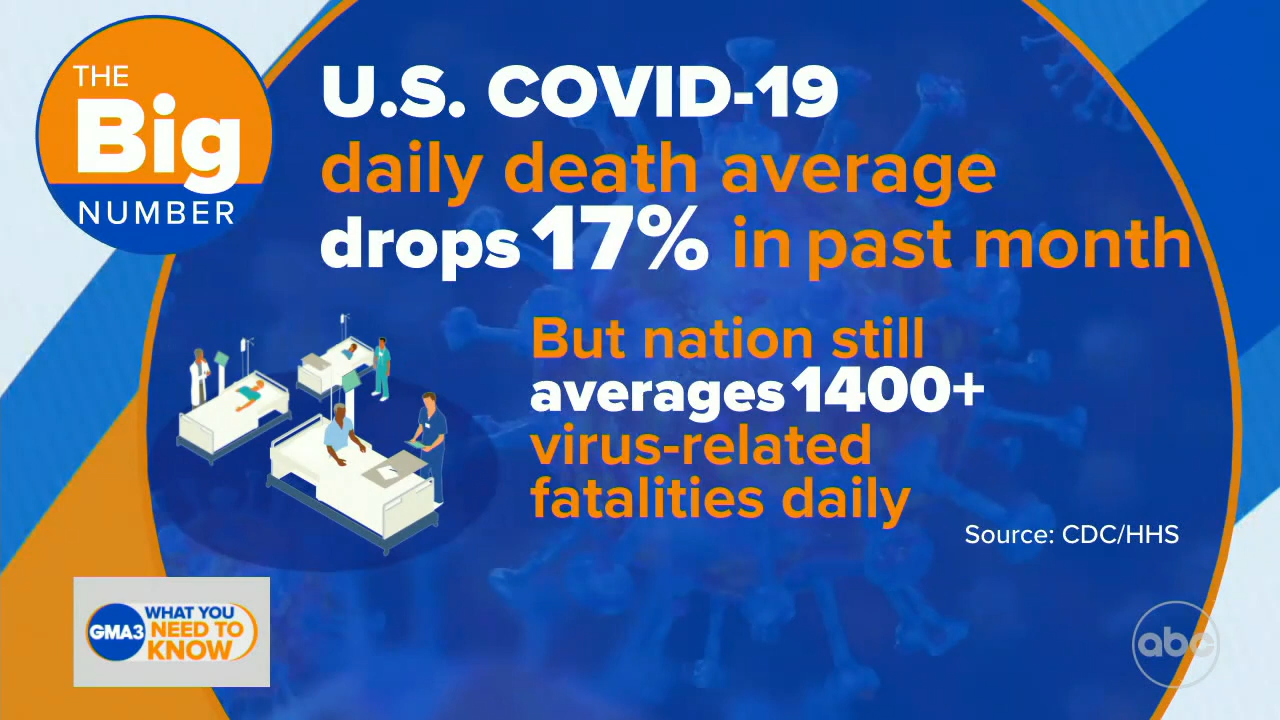 THE
Big
NUMBER
U.S. COVID-19
daily death average
drops 17% in past month
But nation still
averages 1400+
virus-related
fatalities daily
Source: CDC/HHS
GMA3
WHAT YOU
NEED TO
KNOW
abc